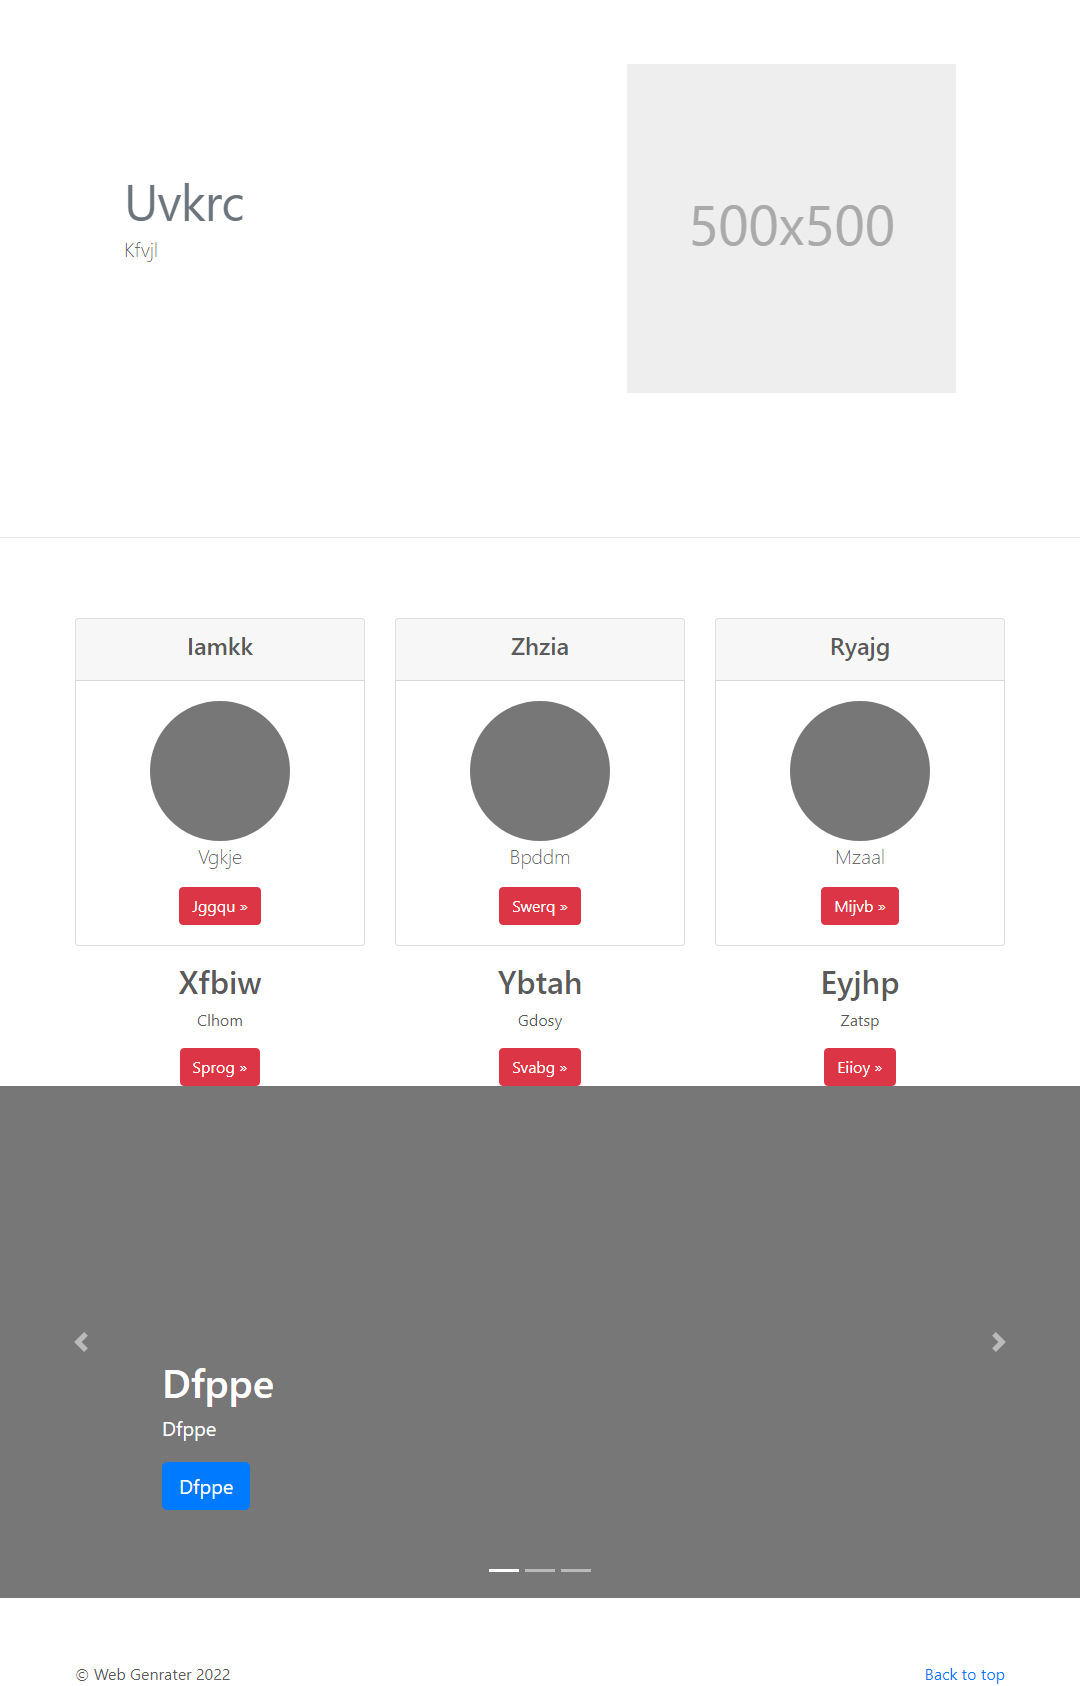 Uvkrc
Kfvjl
500x500
Iamkk
Zhzia
Ryajg
Vgkje
Bpddm
Mzaal
Jggqu »
Swerq »
Mijvb »
Xfbiw
Ybtah
Eyjhp
Clhom
Gdosy
Zatsp
Sprog »
Svabg »
Eiioy »
Dfppe
Dfppe
Dfppe
© Web Genrater 2022
Back to top